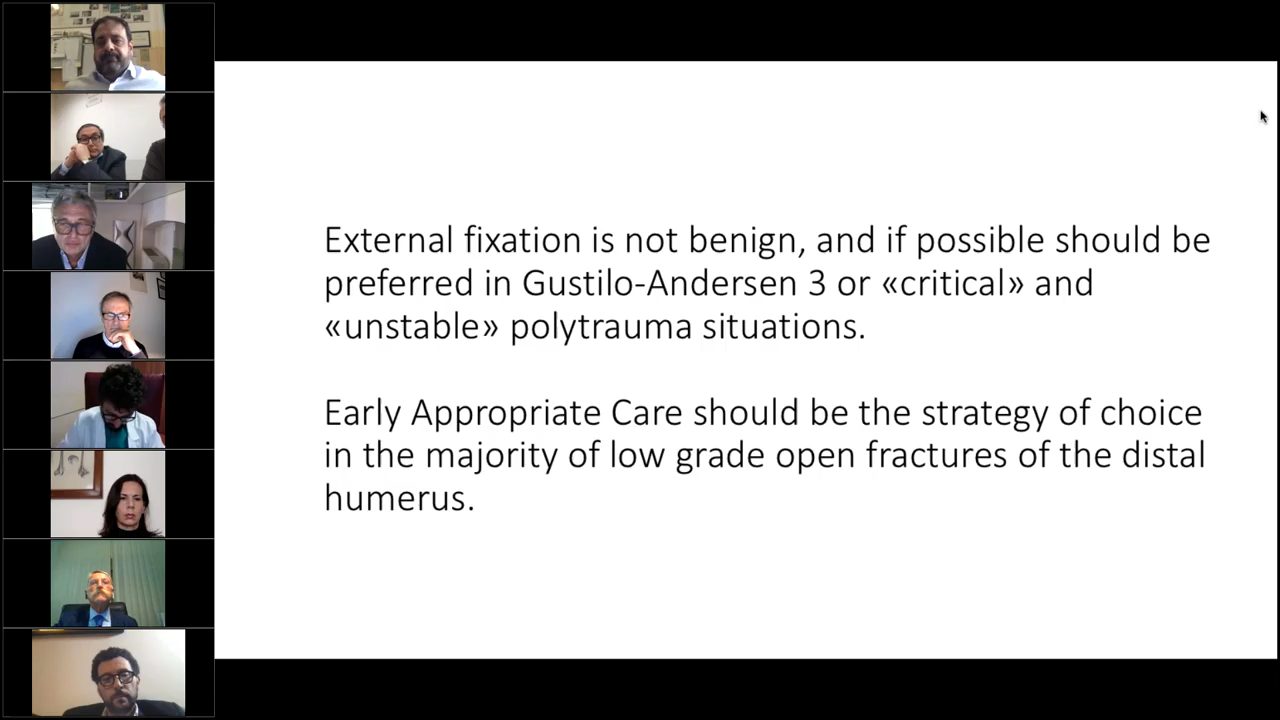 External fixation is not benign, and if possible should be
preferred in Gustilo-Andersen 3 or «critical» and
«unstable» polytrauma situations.
Early Appropriate Care should be the strategy of choice
in the majority of low grade open fractures of the distal
humerus.